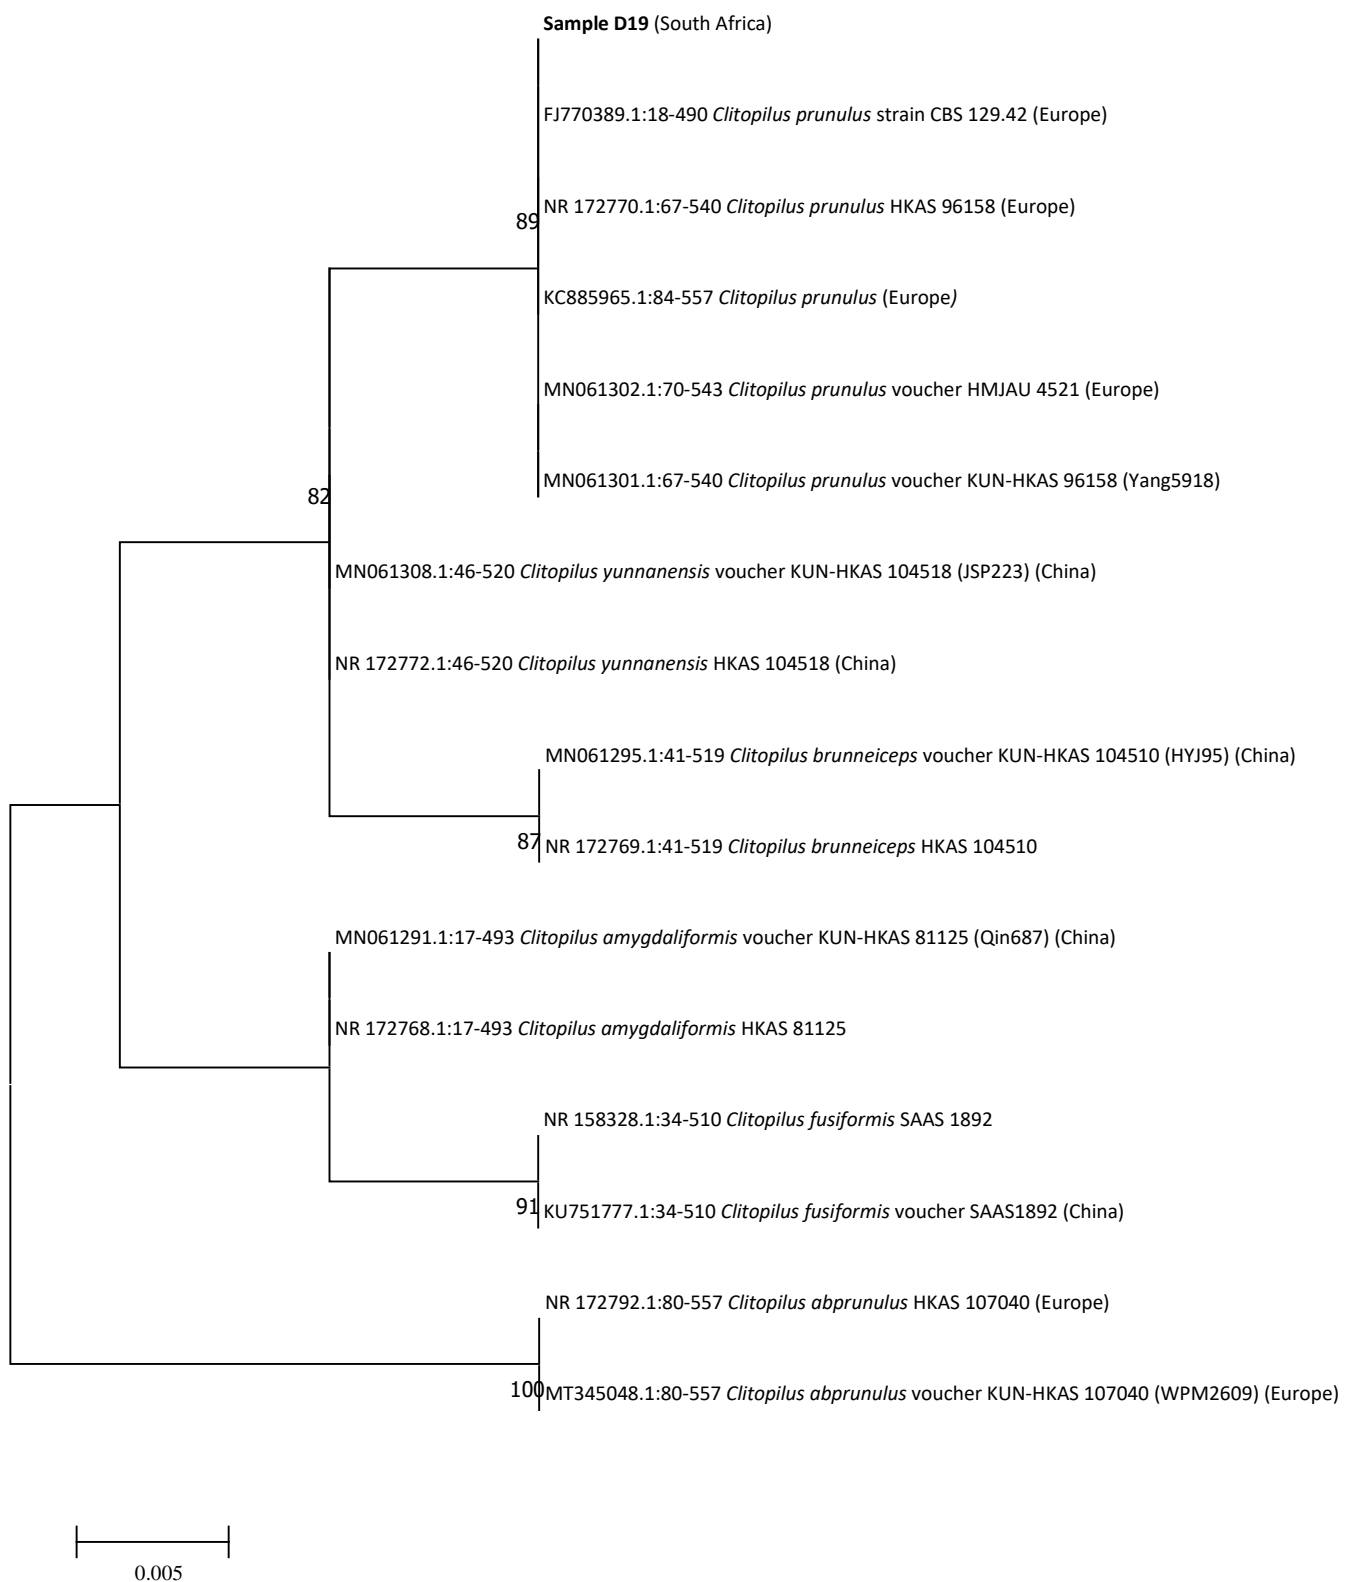 Sample D19 (South Africa)
FJ770389.1:18-490 Clitopilus prunulus strain CBS 129.42 (Europe)
NR 172770.1:67-540 Clitopilus prunulus HKAS 96158 (Europe)
89
KC885965.1:84-557 Clitopilus prunulus (Europe)
MN061302.1:70-543 Clitopilus prunulus voucher HMJAU 4521 (Europe)
MN061301.1:67-540 Clitopilus prunulus voucher KUN-HKAS 96158 (Yang5918)
82
MN061308.1:46-520 Clitopilus yunnanensis voucher KUN-HKAS 104518 (JSP223) (China)
NR 172772.1:46-520 Clitopilus yunnanensis HKAS 104518 (China)
MN061295.1:41-519 Clitopilus brunneiceps voucher KUN-HKAS 104510 (HYJ95) (China)
87
NR 172769.1:41-519 Clitopilus brunneiceps HKAS 104510
MN061291.1:17-493 Clitopilus amygdaliformis voucher KUN-HKAS 81125 (Qin687) (China)
NR 172768.1:17-493 Clitopilus amygdaliformis HKAS 81125
NR 158328.1:34-510 Clitopilus fusiformis SAAS 1892
91
KU751777.1:34-510 Clitopilus fusiformis voucher SAAS1892 (China)
NR 172792.1:80-557 Clitopilus abprunulus HKAS 107040 (Europe)
100
MT345048.1:80-557 Clitopilus abprunulus voucher KUN-HKAS 107040 (WPM2609) (Europe)
0.005